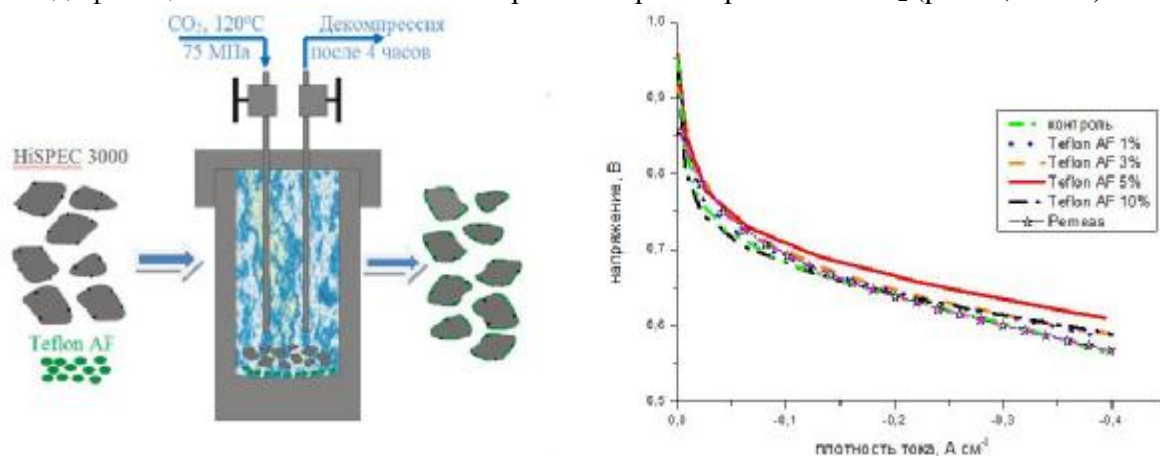 CO₂, 120°C
75 МПа
Декомпрессия
после 4 часов
HiSPEC 3000
Teflon AF
напряжение, В
1,0
0,9
0,8
0,7
0,6
0,5
контроль
Teflon AF 1%
Teflon AF 3%
Teflon AF 5%
Teflon AF 10%
Pemeas
0,0 -0,1 -0,2 -0,3 -0,4
плотность тока, А см⁻²